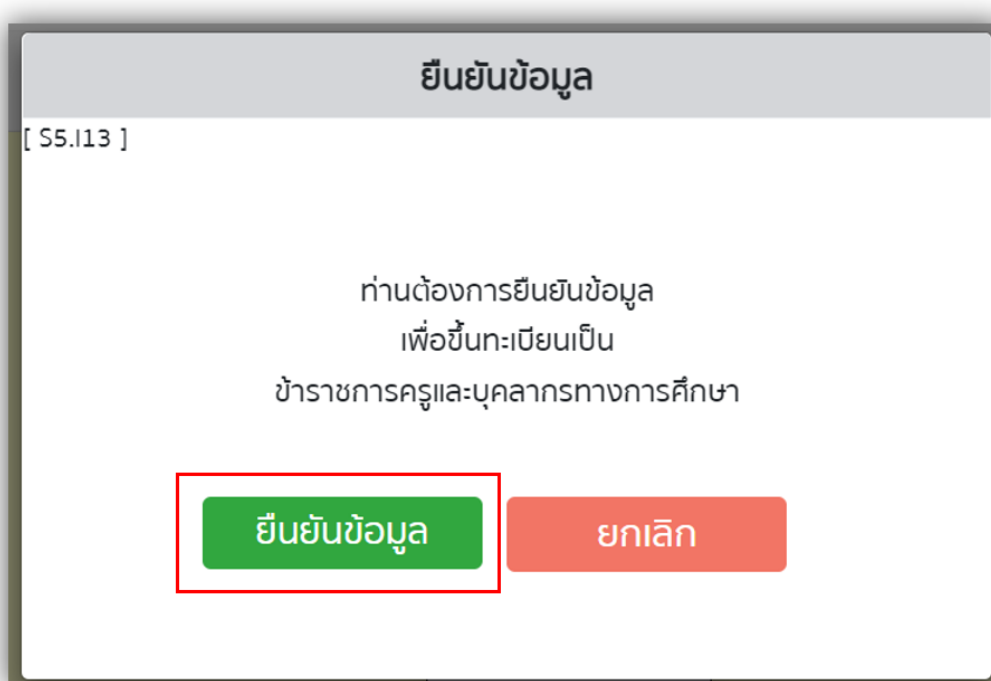 ยืนยันข้อมูล
[ S5.I13 ]
ท่านต้องการยืนยันข้อมูล
เพื่อขึ้นทะเบียนเป็น
ข้าราชการครูและบุคลากรทางการศึกษา
ยืนยันข้อมูล
ยกเลิก